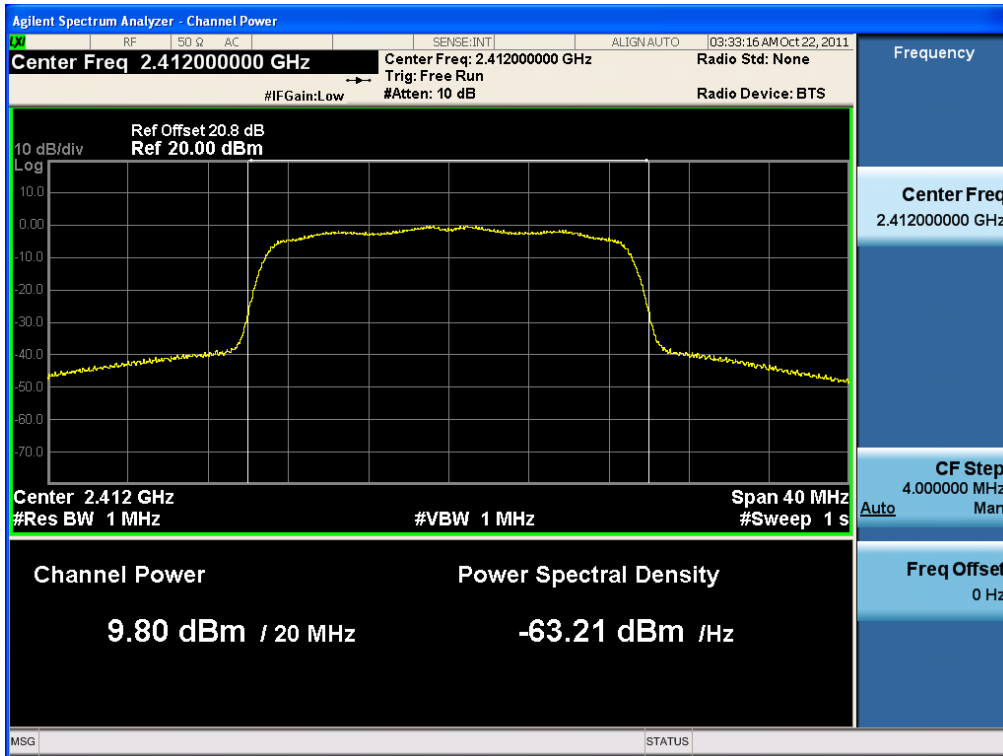 Agilent Spectrum Analyzer - Channel Power
LXI RF 50 Ω AC SENSE:INT ALIGN AUTO 03:33:16 AM Oct 22, 2011
Center Freq 2.412000000 GHz
Center Freq: 2.412000000 GHz
Radio Std: None
Trig: Free Run
#IFGain:Low
#Atten: 10 dB
Radio Device: BTS
Ref Offset 20.8 dB
10 dB/div Ref 20.00 dBm
Log
10.0
0.00
-10.0
-20.0
-30.0
-40.0
-50.0
-60.0
-70.0
Center 2.412 GHz Span 40 MHz
#Res BW 1 MHz #VBW 1 MHz #Sweep 1 s
Channel Power Power Spectral Density
9.80 dBm / 20 MHz -63.21 dBm /Hz
Frequency
Center Freq
2.412000000 GHz
CF Step
4.000000 MHz
Auto Man
Freq Offset
0 Hz
MSG STATUS